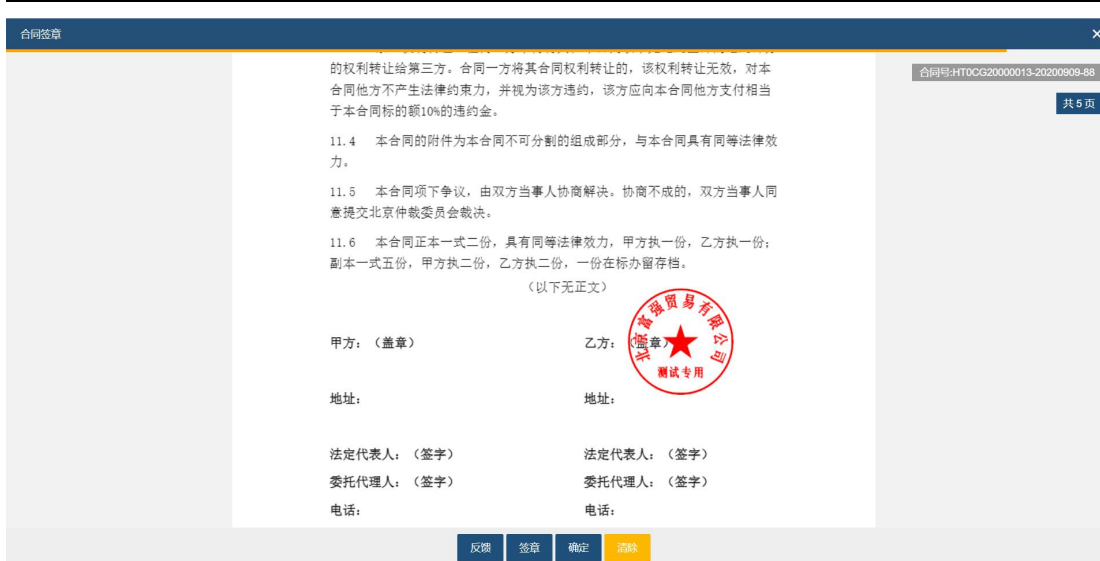 合同签章
×
合同号:HT0CG20000013-20200909-88
共5页
的权利转让给第三方。合同一方将其合同权利转让的，该权利转让无效，对本
合同他方不产生法律约束力，并视为该方违约，该方应向本合同他方支付相当
于本合同标的额10%的违约金。
11.4 本合同的附件为本合同不可分割的组成部分，与本合同具有同等法律效
力。
11.5 本合同项下争议，由双方当事人协商解决。协商不成的，双方当事人同
意提交北京仲裁委员会裁决。
11.6 本合同正本一式二份，具有同等法律效力，甲方执一份，乙方执一份；
副本一式五份，甲方执二份，乙方执二份，一份在标办留存档。
（以下无正文）
甲方：（盖章） 乙方：（盖章）
北京富强贸易有限公司
测试专用
地址： 地址：
法定代表人：（签字） 法定代表人：（签字）
委托代理人：（签字） 委托代理人：（签字）
电话： 电话：
反馈 签章 确定 清除